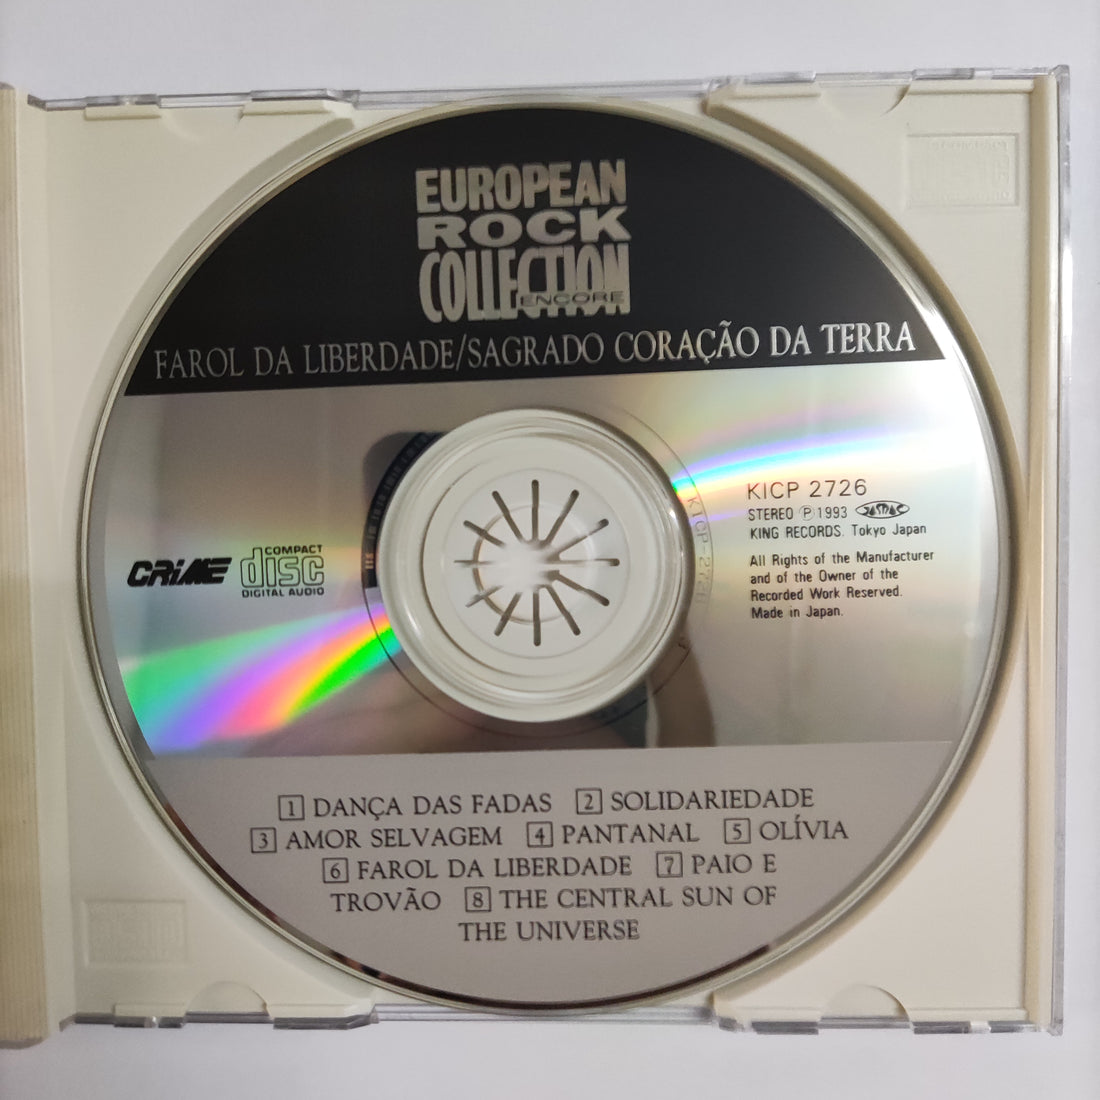 EUROPEAN
ROCK
COLLECTION
ENCORE
FAROL DA LIBERDADE/SAGRADO CORAÇÃO DA TERRA
KICP 2726
STEREO Ⓟ1993
KING RECORDS. Tokyo Japan
All Rights of the Manufacturer
and of the Owner of the
Recorded Work Reserved.
Made in Japan.
CRiME
COMPACT
disc
DIGITAL AUDIO
1 DANÇA DAS FADAS 2 SOLIDARIEDADE
3 AMOR SELVAGEM 4 PANTANAL 5 OLÍVIA
6 FAROL DA LIBERDADE 7 PAIO E
TROVÃO 8 THE CENTRAL SUN OF
THE UNIVERSE